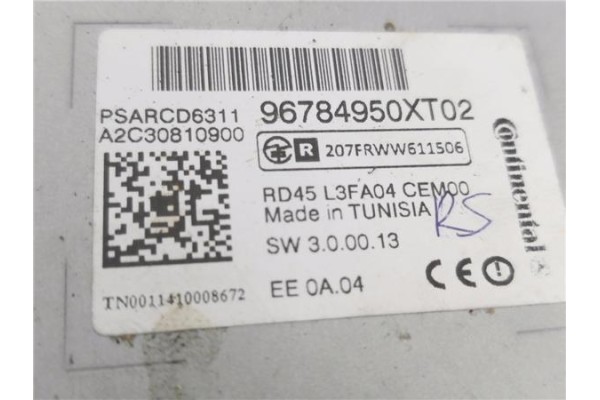 PSARCD6311
A2C30810900
96784950XT02
R 207FRWW611506
RD45 L3FA04 CEM00
Made in TUNISIA
RS
SW 3.0.00.13
EE 0A.04
CE
TN0011410008672
Continental